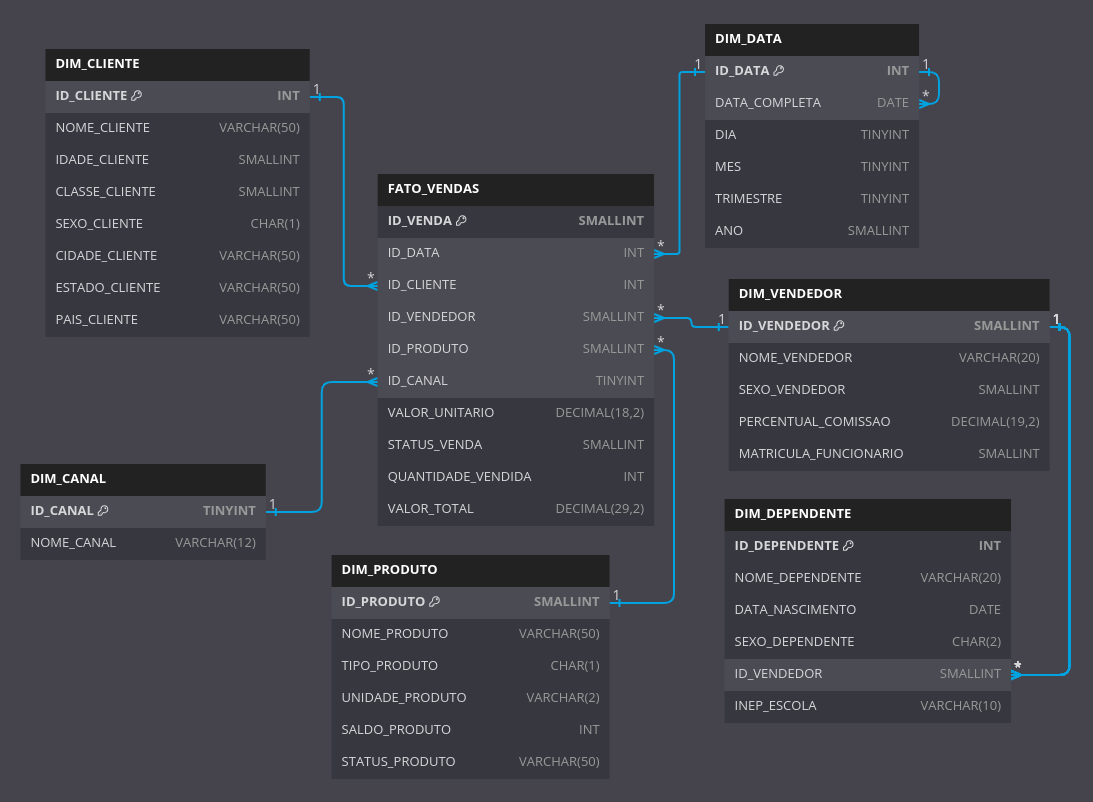 DIM_CLIENTE
ID_CLIENTE INT
NOME_CLIENTE VARCHAR(50)
IDADE_CLIENTE SMALLINT
CLASSE_CLIENTE SMALLINT
SEXO_CLIENTE CHAR(1)
CIDADE_CLIENTE VARCHAR(50)
ESTADO_CLIENTE VARCHAR(50)
PAIS_CLIENTE VARCHAR(50)
1
*
DIM_DATA
ID_DATA INT
DATA_COMPLETA DATE
DIA TINYINT
MES TINYINT
TRIMESTRE TINYINT
ANO SMALLINT
1
1
*
FATO_VENDAS
ID_VENDA SMALLINT
ID_DATA INT
ID_CLIENTE INT
ID_VENDEDOR SMALLINT
ID_PRODUTO SMALLINT
ID_CANAL TINYINT
VALOR_UNITARIO DECIMAL(18,2)
STATUS_VENDA SMALLINT
QUANTIDADE_VENDIDA INT
VALOR_TOTAL DECIMAL(29,2)
*
*
*
*
DIM_VENDEDOR
ID_VENDEDOR SMALLINT
NOME_VENDEDOR VARCHAR(20)
SEXO_VENDEDOR SMALLINT
PERCENTUAL_COMISSAO DECIMAL(19,2)
MATRICULA_FUNCIONARIO SMALLINT
1
1
DIM_CANAL
ID_CANAL TINYINT
NOME_CANAL VARCHAR(12)
1
DIM_DEPENDENTE
ID_DEPENDENTE INT
NOME_DEPENDENTE VARCHAR(20)
DATA_NASCIMENTO DATE
SEXO_DEPENDENTE CHAR(2)
ID_VENDEDOR SMALLINT
INEP_ESCOLA VARCHAR(10)
*
DIM_PRODUTO
ID_PRODUTO SMALLINT
NOME_PRODUTO VARCHAR(50)
TIPO_PRODUTO CHAR(1)
UNIDADE_PRODUTO VARCHAR(2)
SALDO_PRODUTO INT
STATUS_PRODUTO VARCHAR(50)
1